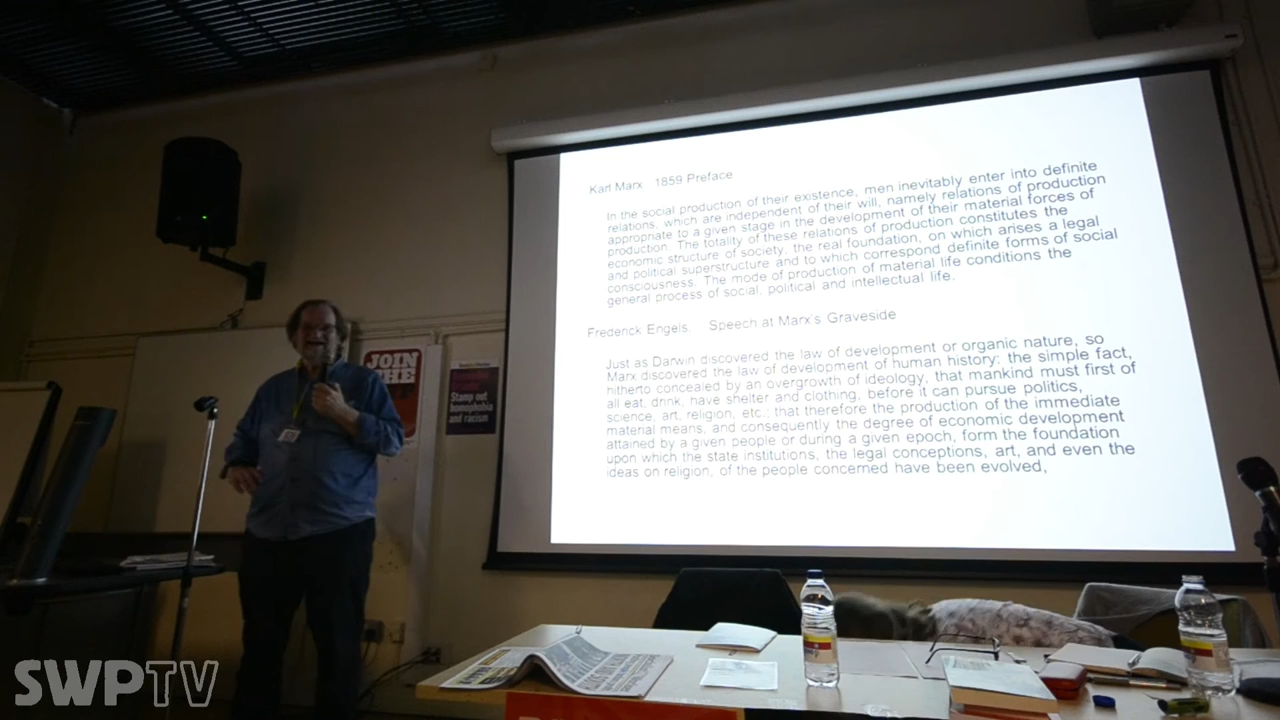 Karl Marx 1859 Preface
In the social production of their existence, men inevitably enter into definite
relations, which are independent of their will, namely relations of production
appropriate to a given stage in the development of their material forces of
production. The totality of these relations of production constitutes the
economic structure of society, the real foundation, on which arises a legal
and political superstructure and to which correspond definite forms of social
consciousness. The mode of production of material life conditions the
general process of social, political and intellectual life.
Frederick Engels. Speech at Marx's Graveside
Just as Darwin discovered the law of development or organic nature, so
Marx discovered the law of development of human history: the simple fact,
hitherto concealed by an overgrowth of ideology, that mankind must first of
all eat, drink, have shelter and clothing, before it can pursue politics,
science, art, religion, etc.; that therefore the production of the immediate
material means, and consequently the degree of economic development
attained by a given people or during a given epoch, form the foundation
upon which the state institutions, the legal conceptions, art, and even the
ideas on religion, of the people concerned have been evolved,
JOIN
THE
Stamp out
homophobia
and racism
SWPTV